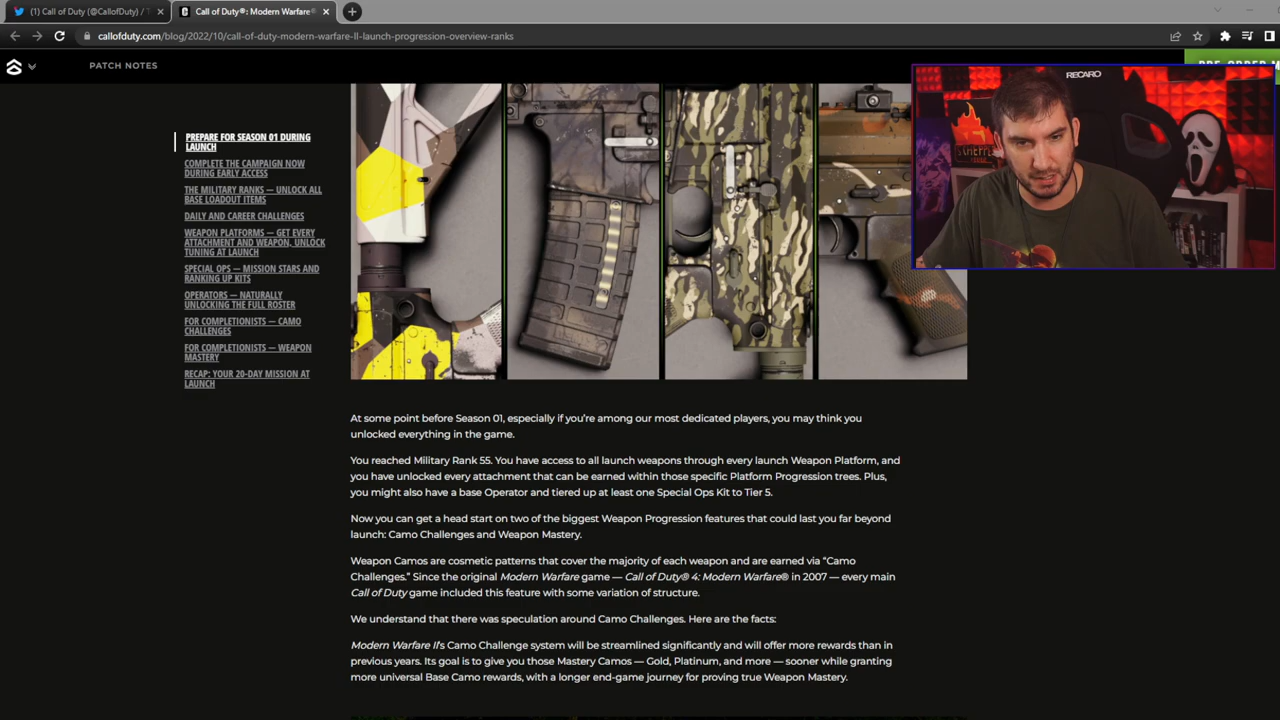 (1) Call of Duty (@CallofDuty) / T
Call of Duty®: Modern Warfare®
callofduty.com/blog/2022/10/call-of-duty-modern-warfare-II-launch-progression-overview-ranks
PATCH NOTES
RECARO
PREPARE FOR SEASON 01 DURING
LAUNCH
COMPLETE THE CAMPAIGN NOW
DURING EARLY ACCESS
THE MILITARY RANKS — UNLOCK ALL
BASE LOADOUT ITEMS
DAILY AND CAREER CHALLENGES
WEAPON PLATFORMS — GET EVERY
ATTACHMENT AND WEAPON, UNLOCK
TUNING AT LAUNCH
SPECIAL OPS — MISSION STARS AND
RANKING UP KITS
OPERATORS — NATURALLY
UNLOCKING THE FULL ROSTER
FOR COMPLETIONISTS — CAMO
CHALLENGES
FOR COMPLETIONISTS — WEAPON
MASTERY
RECAP: YOUR 20-DAY MISSION AT
LAUNCH
At some point before Season 01, especially if you’re among our most dedicated players, you may think you
unlocked everything in the game.
You reached Military Rank 55. You have access to all launch weapons through every launch Weapon Platform, and
you have unlocked every attachment that can be earned within those specific Platform Progression trees. Plus,
you might also have a base Operator and tiered up at least one Special Ops Kit to Tier 5.
Now you can get a head start on two of the biggest Weapon Progression features that could last you far beyond
launch: Camo Challenges and Weapon Mastery.
Weapon Camos are cosmetic patterns that cover the majority of each weapon and are earned via “Camo
Challenges.” Since the original Modern Warfare game — Call of Duty® 4: Modern Warfare® in 2007 — every main
Call of Duty game included this feature with some variation of structure.
We understand that there was speculation around Camo Challenges. Here are the facts:
Modern Warfare II’s Camo Challenge system will be streamlined significantly and will offer more rewards than in
previous years. Its goal is to give you those Mastery Camos — Gold, Platinum, and more — sooner while granting
more universal Base Camo rewards, with a longer end-game journey for proving true Weapon Mastery.